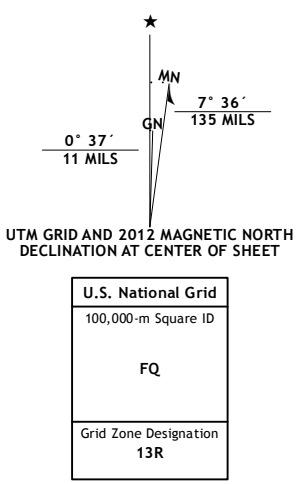 MN
GN
7° 36´
135 MILS
0° 37´
11 MILS
UTM GRID AND 2012 MAGNETIC NORTH
DECLINATION AT CENTER OF SHEET
U.S. National Grid
100,000-m Square ID
FQ
Grid Zone Designation
13R